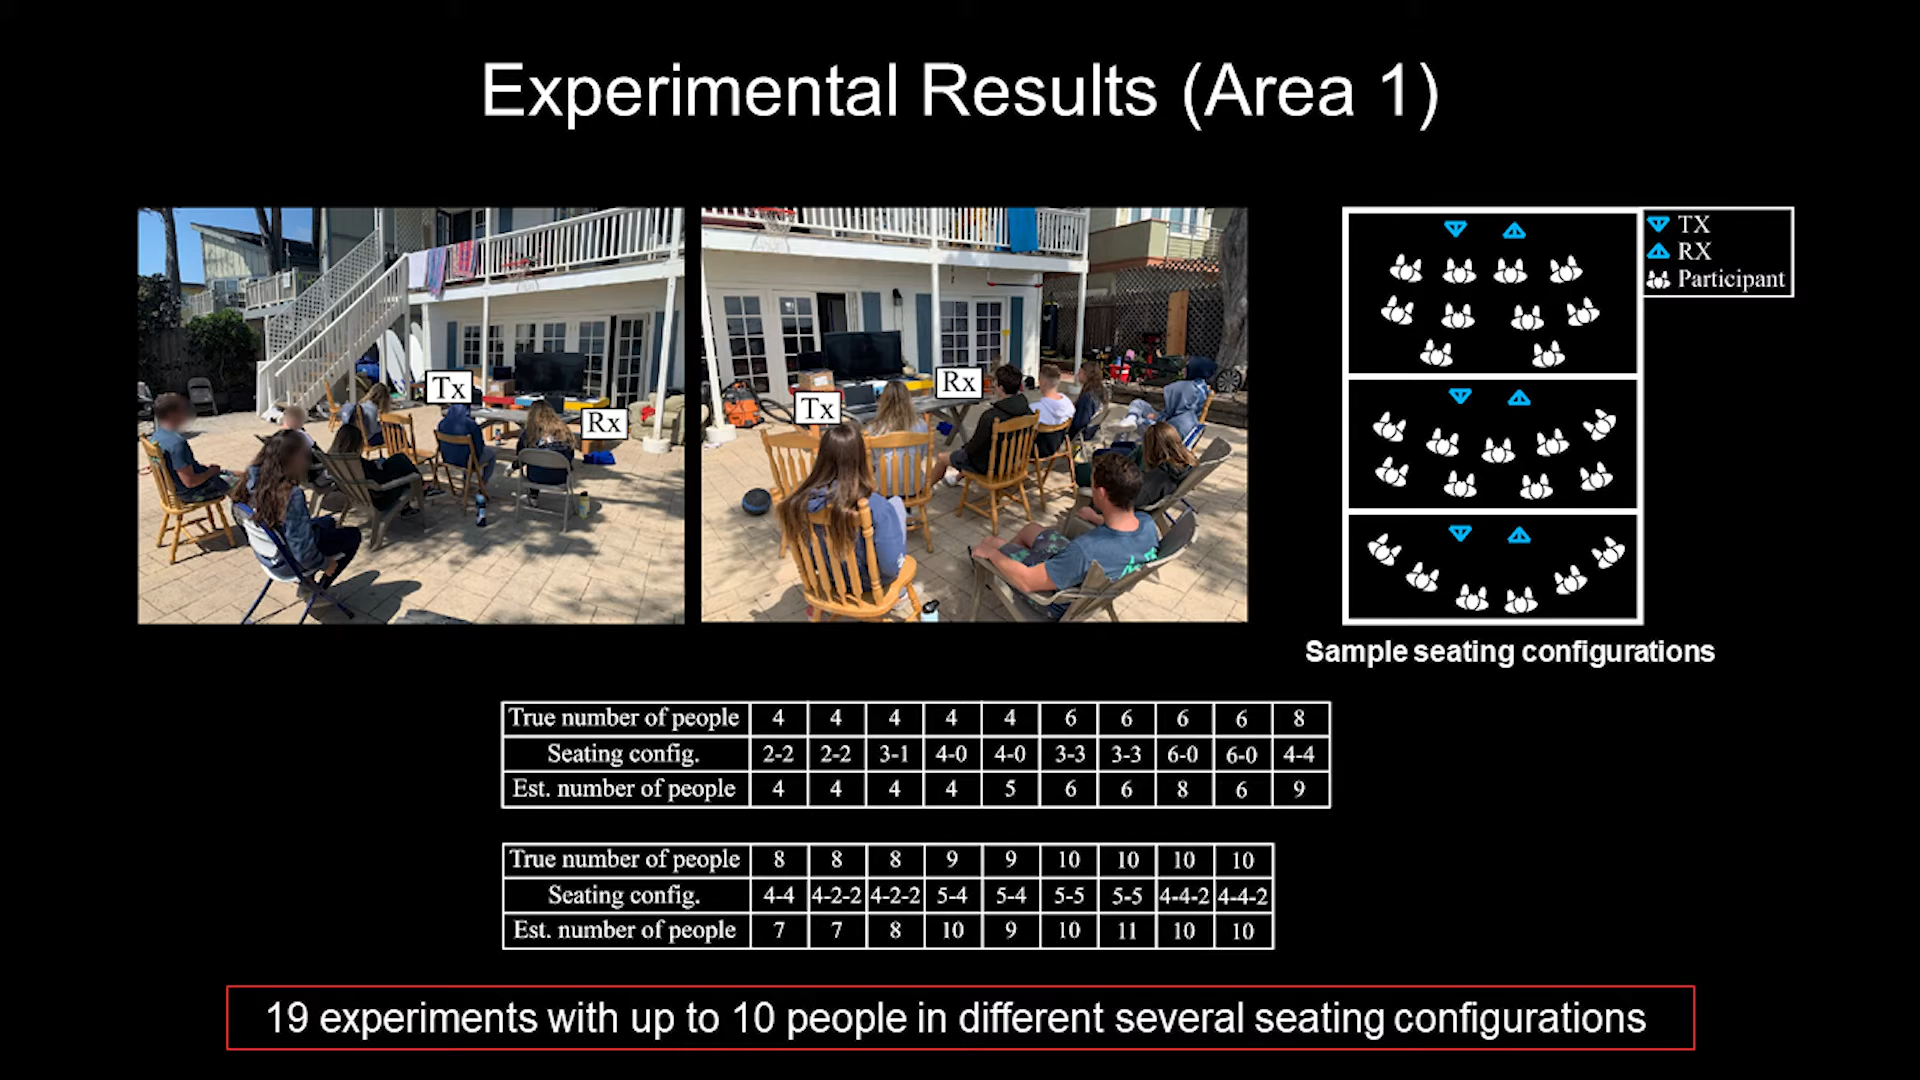 Experimental Results (Area 1)
Tx
Rx
Tx
Rx
TX
RX
Participant
Sample seating configurations
True number of people 4 4 4 4 4 6 6 6 6 8
Seating config. 2-2 2-2 3-1 4-0 4-0 3-3 3-3 6-0 6-0 4-4
Est. number of people 4 4 4 4 5 6 6 8 6 9
True number of people 8 8 8 9 9 10 10 10 10
Seating config. 4-4 4-2-2 4-2-2 5-4 5-4 5-5 5-5 4-4-2 4-4-2
Est. number of people 7 7 8 10 9 10 11 10 10
19 experiments with up to 10 people in different several seating configurations